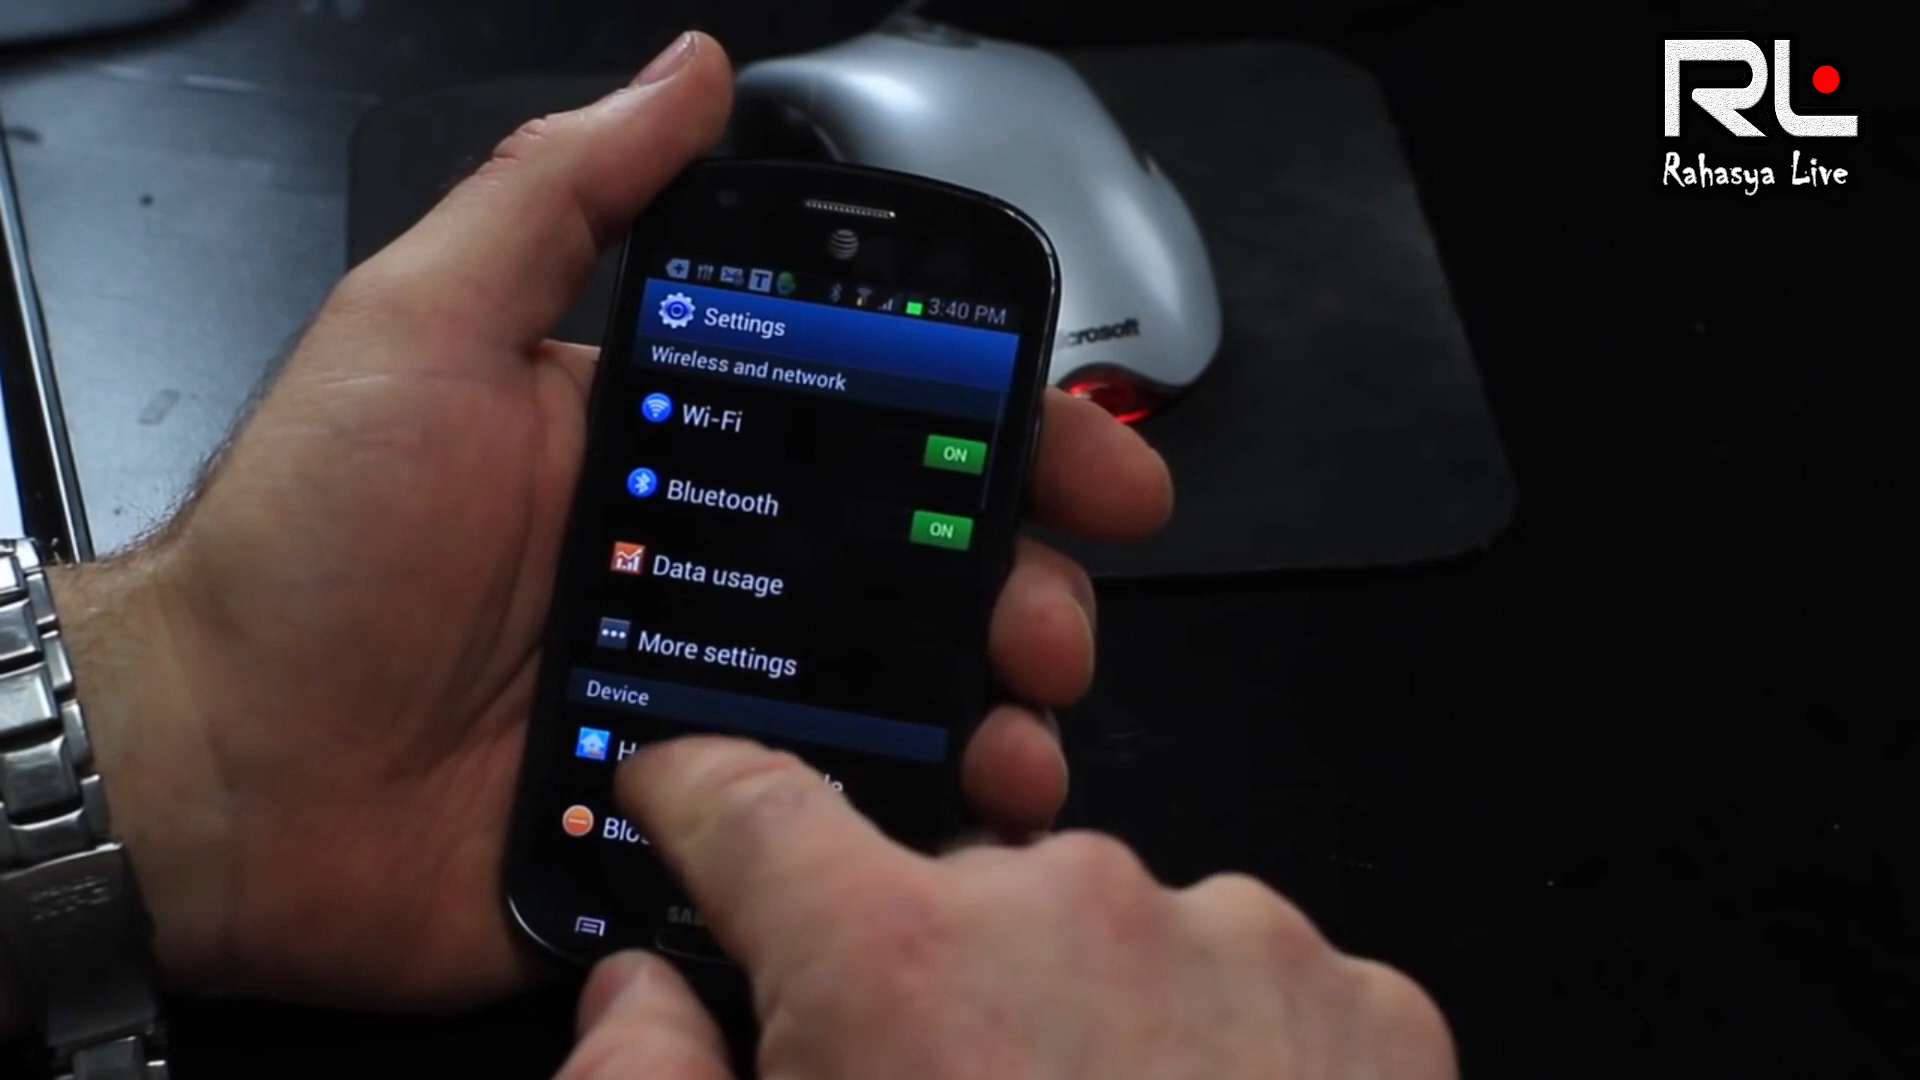 RL
Rahasya Live
T
3:40 PM
Settings
Wireless and network
Wi-Fi
ON
Bluetooth
ON
Data usage
More settings
Device